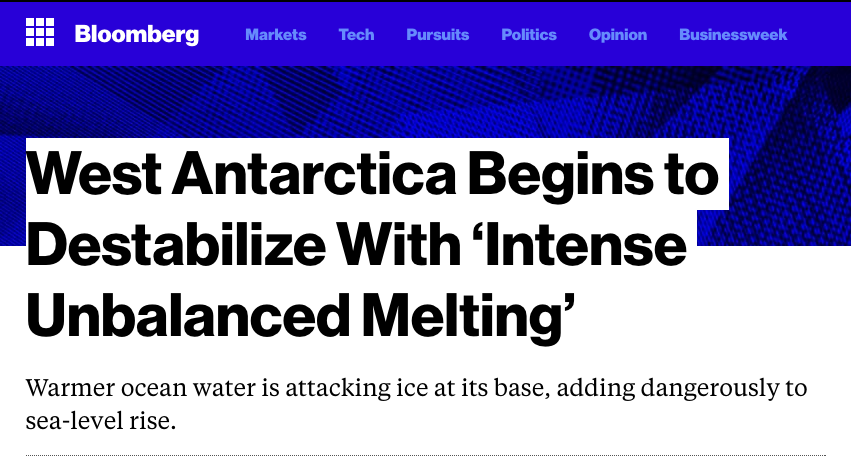 Bloomberg Markets Tech Pursuits Politics Opinion Businessweek
West Antarctica Begins to
Destabilize With ‘Intense
Unbalanced Melting’
Warmer ocean water is attacking ice at its base, adding dangerously to
sea-level rise.